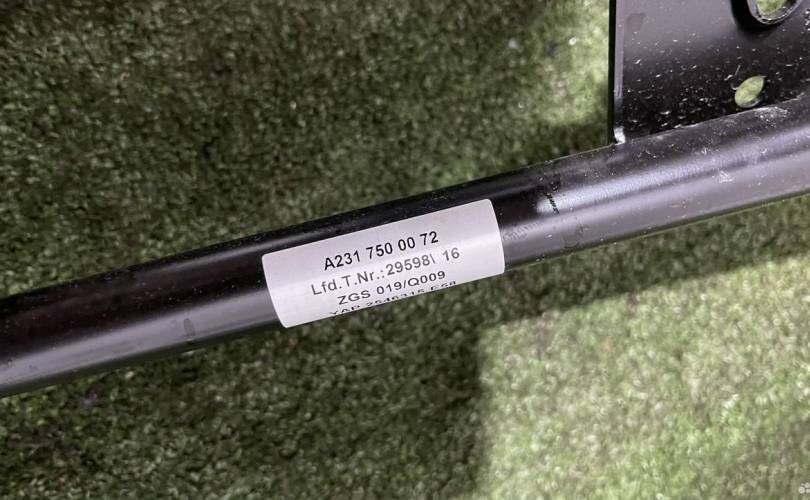 A231 750 00 72
Lfd.T.Nr.:29598\ 16
ZGS 019/Q009